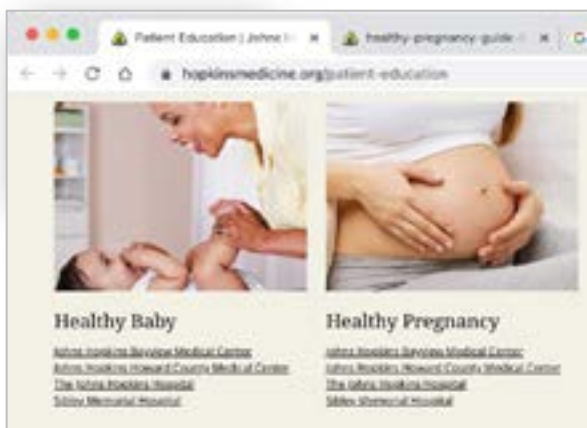 Patient Education | Johns H
healthy-pregnancy-guide
G
hopkinsmedicine.org/patient-education
Healthy Baby
Johns Hopkins Bayview Medical Center
Johns Hopkins Howard County Medical Center
The Johns Hopkins Hospital
Sibley Memorial Hospital
Healthy Pregnancy
Johns Hopkins Bayview Medical Center
Johns Hopkins Howard County Medical Center
The Johns Hopkins Hospital
Sibley Memorial Hospital